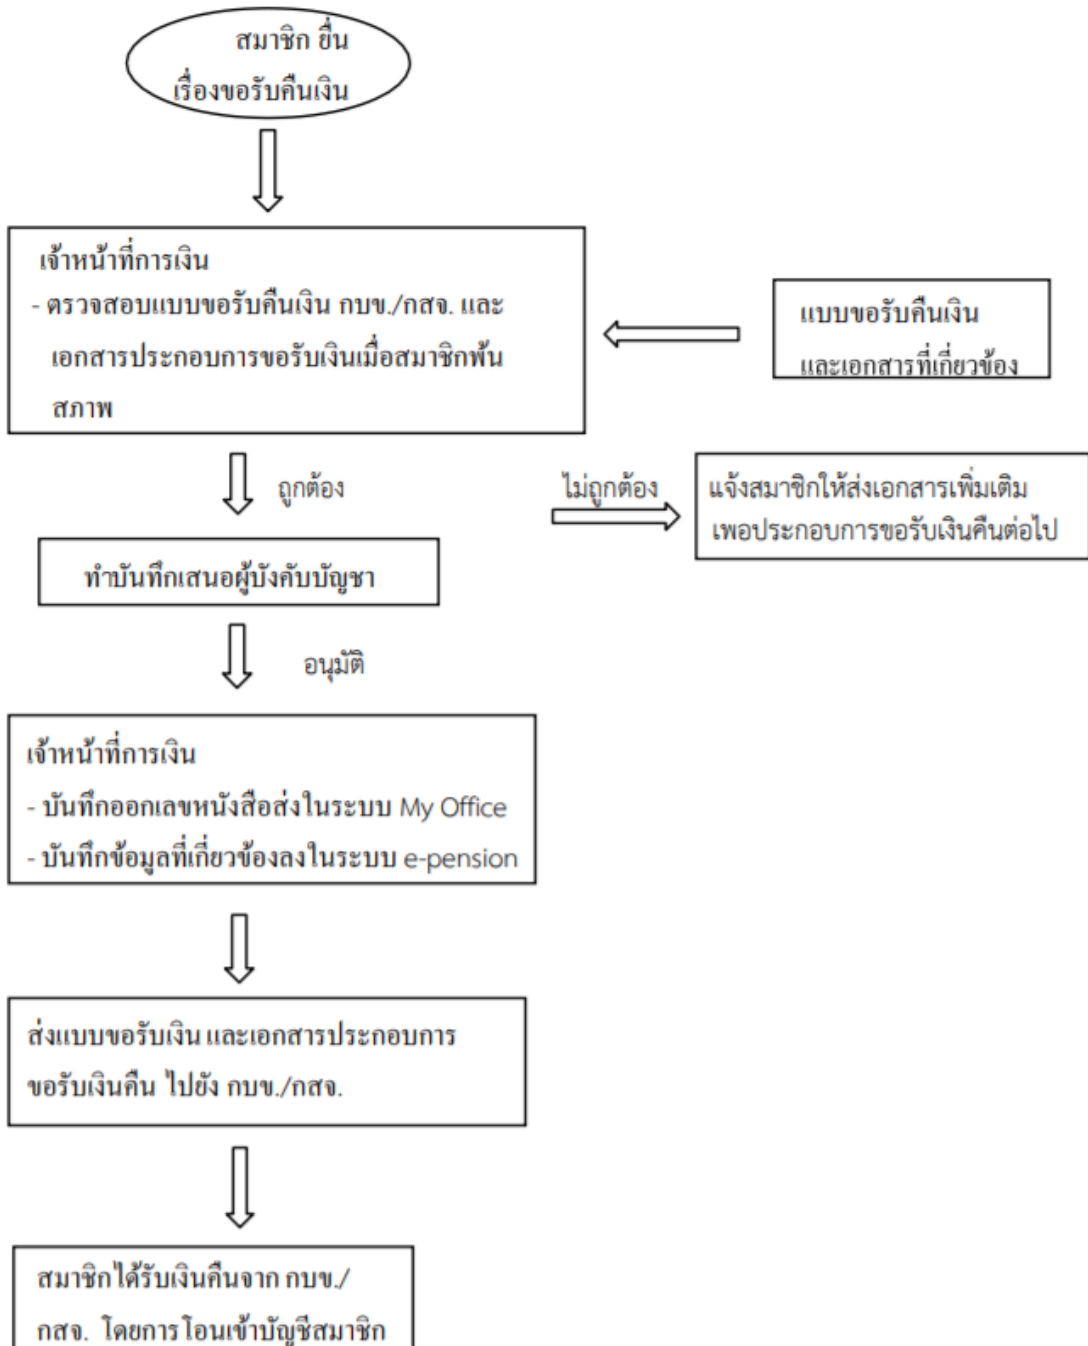 สมาชิก ยื่น
เรื่องขอรับคืนเงิน
เจ้าหน้าที่การเงิน
- ตรวจสอบแบบขอรับคืนเงิน กบข./กสจ. และ
เอกสารประกอบการขอรับเงินเมื่อสมาชิกพ้น
สภาพ
แบบขอรับคืนเงิน
และเอกสารที่เกี่ยวข้อง
ถูกต้อง
ไม่ถูกต้อง
แจ้งสมาชิกให้ส่งเอกสารเพิ่มเติม
เพอประกอบการขอรับเงินคืนต่อไป
ทำบันทึกเสนอผู้บังคับบัญชา
อนุมัติ
เจ้าหน้าที่การเงิน
- บันทึกออกเลขหนังสือส่งในระบบ My Office
- บันทึกข้อมูลที่เกี่ยวข้องลงในระบบ e-pension
ส่งแบบขอรับเงิน และเอกสารประกอบการ
ขอรับเงินคืน ไปยัง กบข./กสจ.
สมาชิกได้รับเงินคืนจาก กบข./
กสจ. โดยการโอนเข้าบัญชีสมาชิก